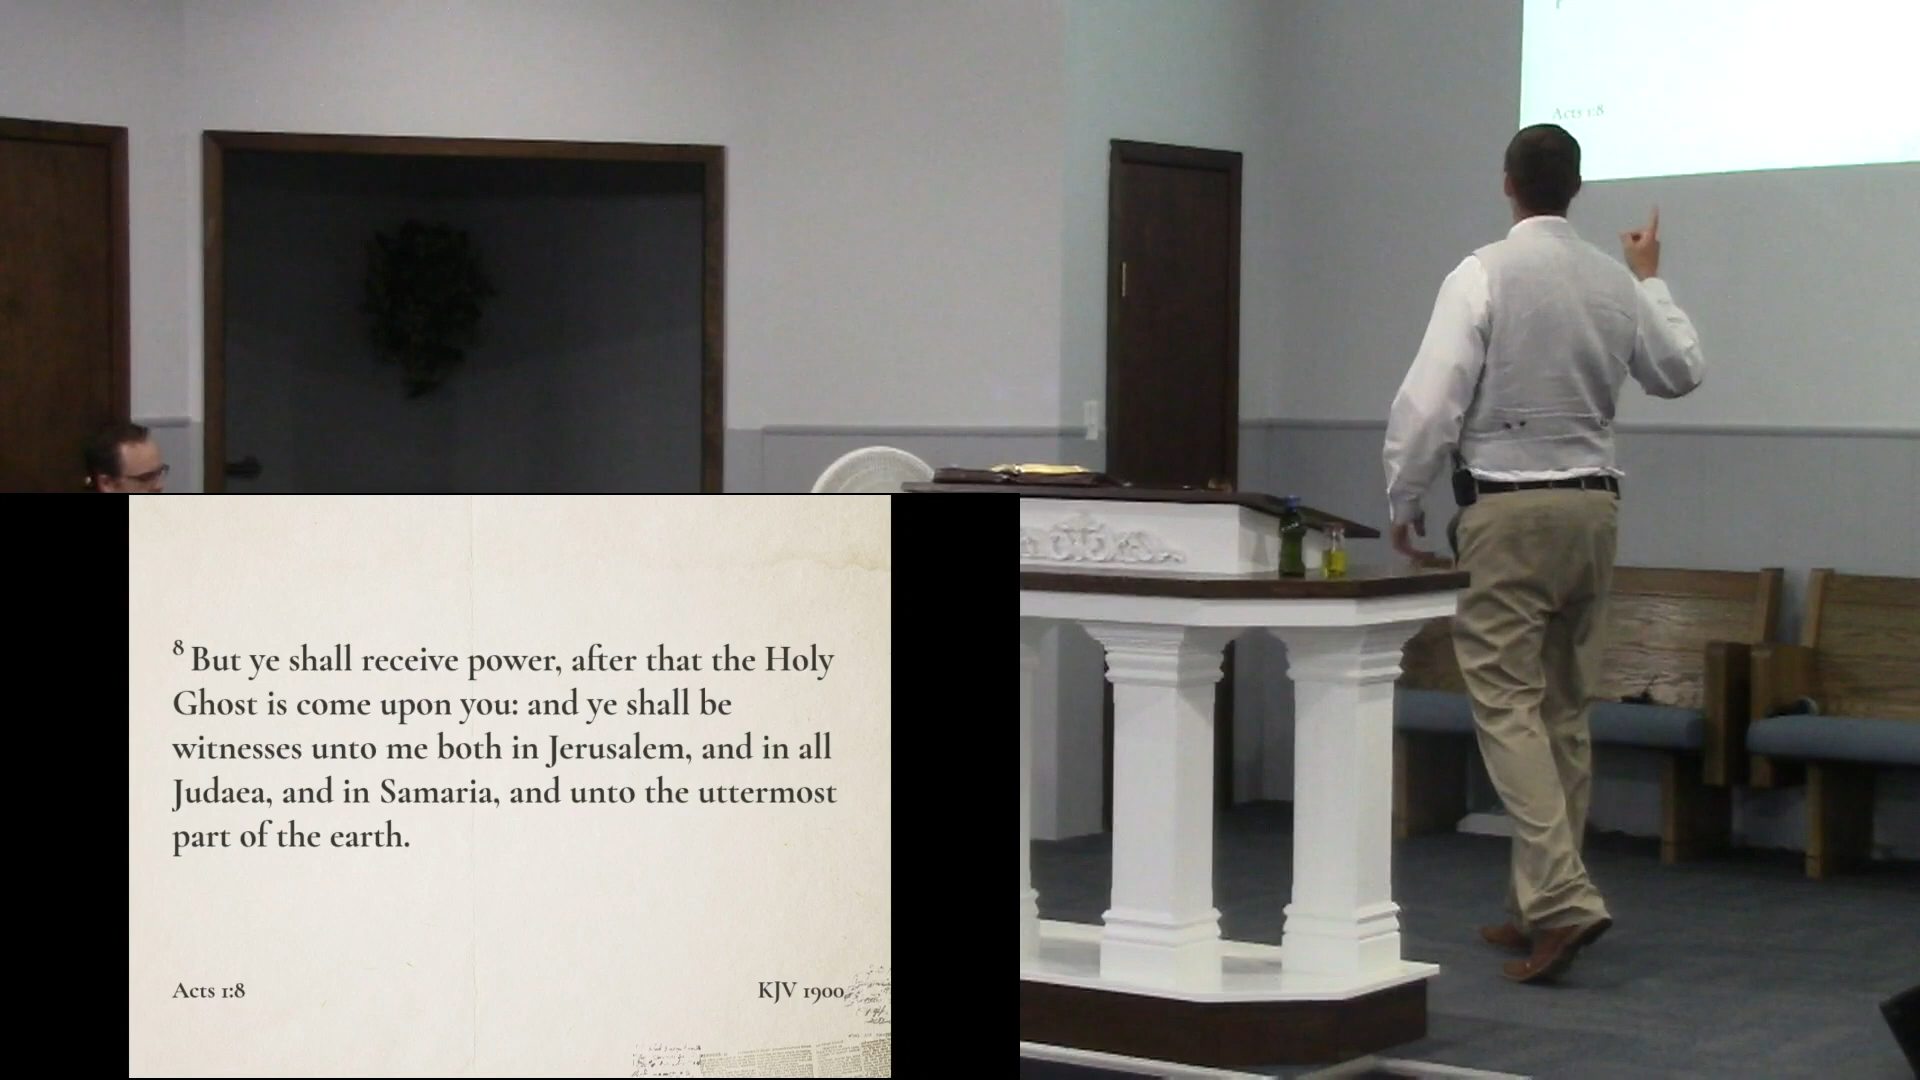 Acts 1:8
8 But ye shall receive power, after that the Holy
Ghost is come upon you: and ye shall be
witnesses unto me both in Jerusalem, and in all
Judaea, and in Samaria, and unto the uttermost
part of the earth.
Acts 1:8
KJV 1900